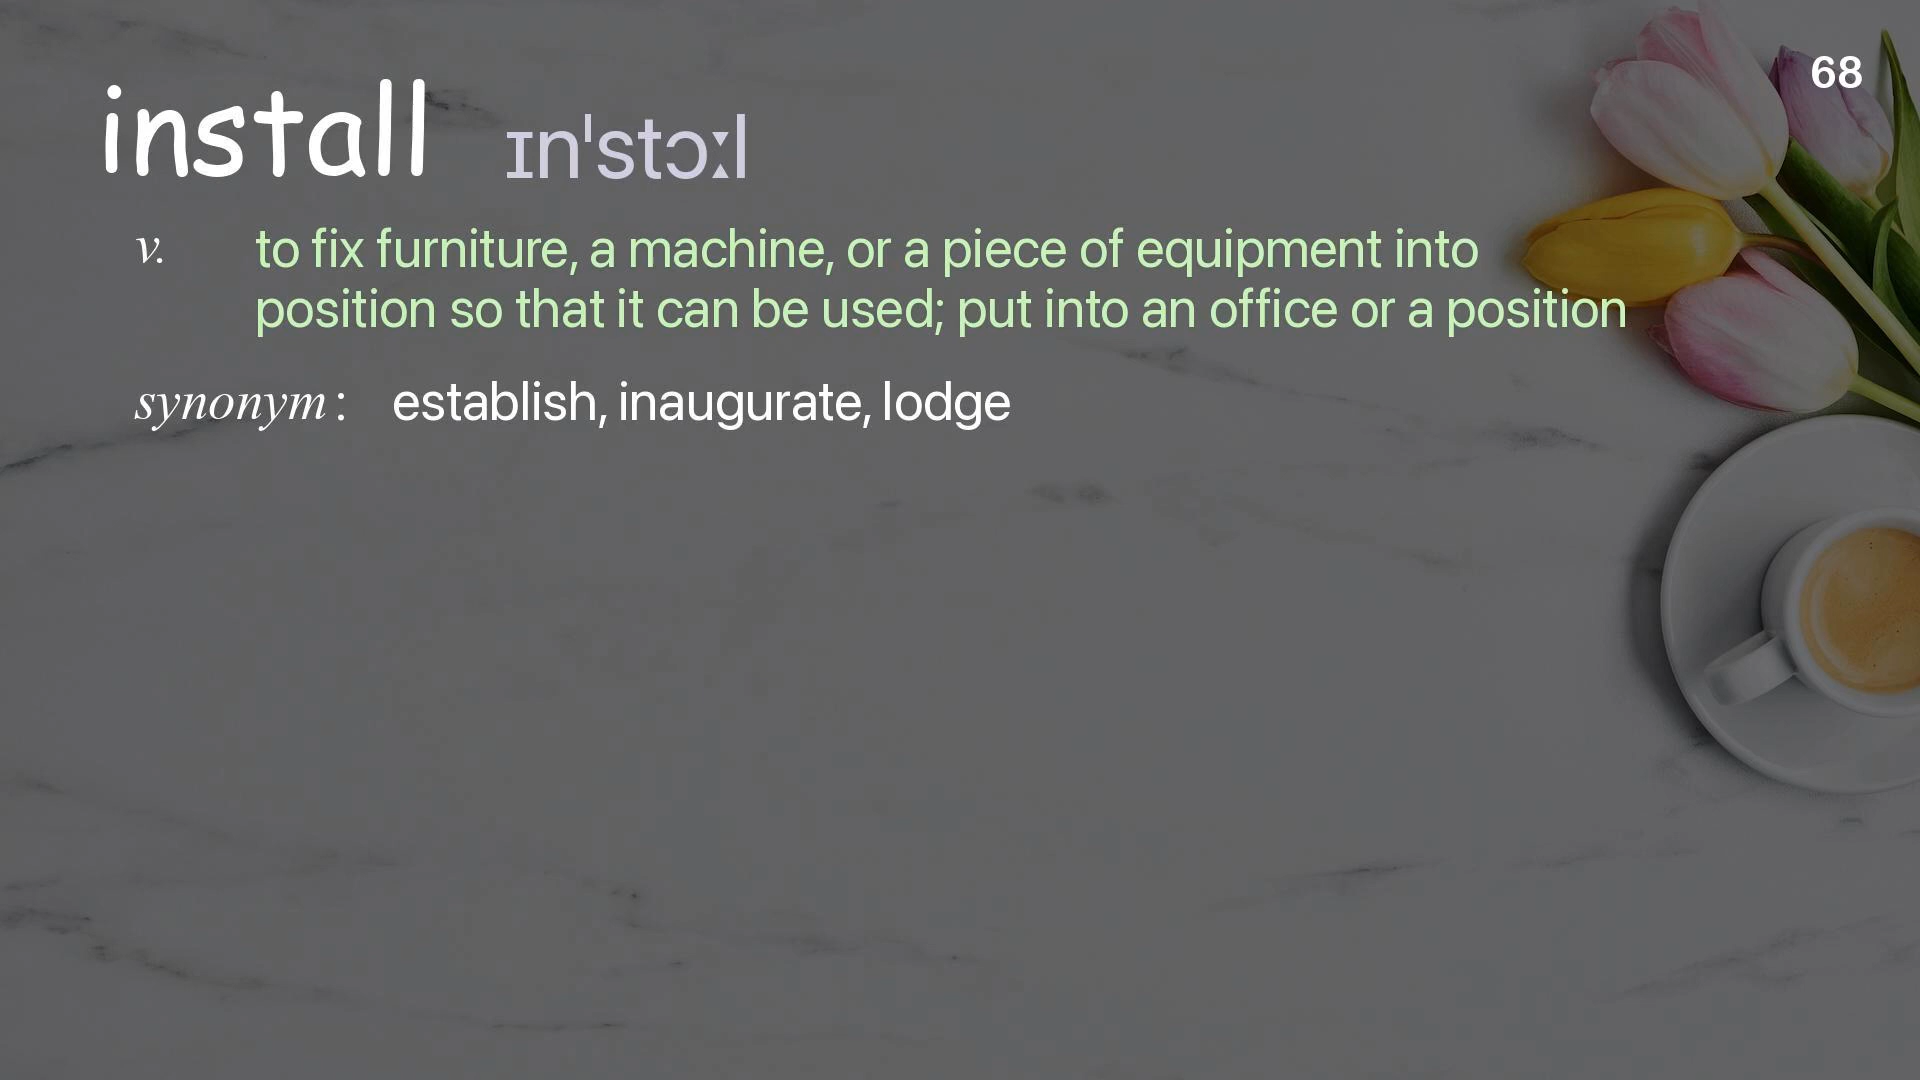 68
install ɪnˈstɔːl
v. to fix furniture, a machine, or a piece of equipment into
position so that it can be used; put into an office or a position
synonym: establish, inaugurate, lodge